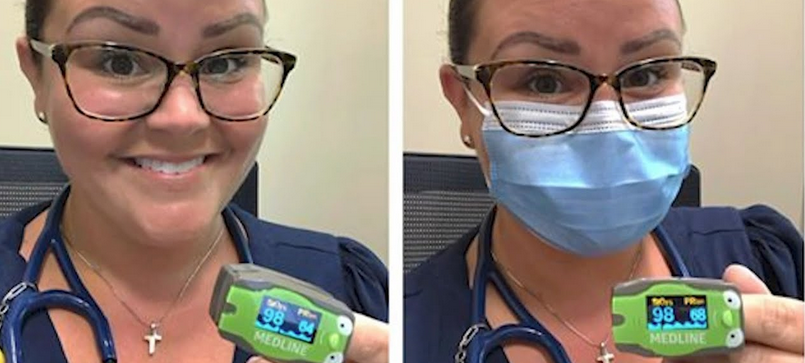 SpO₂ PRbpm
98 64
MEDLINE
SpO₂ PRbpm
98 68
MEDLINE